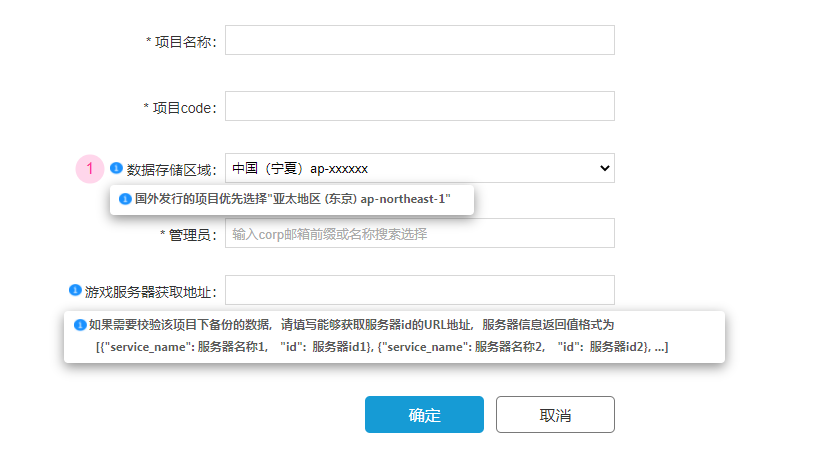 * 项目名称：
* 项目code：
1 数据存储区域： 中国（宁夏）ap-xxxxxx
国外发行的项目优先选择"亚太地区 (东京) ap-northeast-1"
* 管理员： 输入corp邮箱前缀或名称搜索选择
游戏服务器获取地址：
如果需要校验该项目下备份的数据，请填写能够获取服务器id的URL地址，服务器信息返回值格式为
[{"service_name": 服务器名称1， "id"：服务器id1}, {"service_name": 服务器名称2， "id"：服务器id2}, ...]
确定 取消